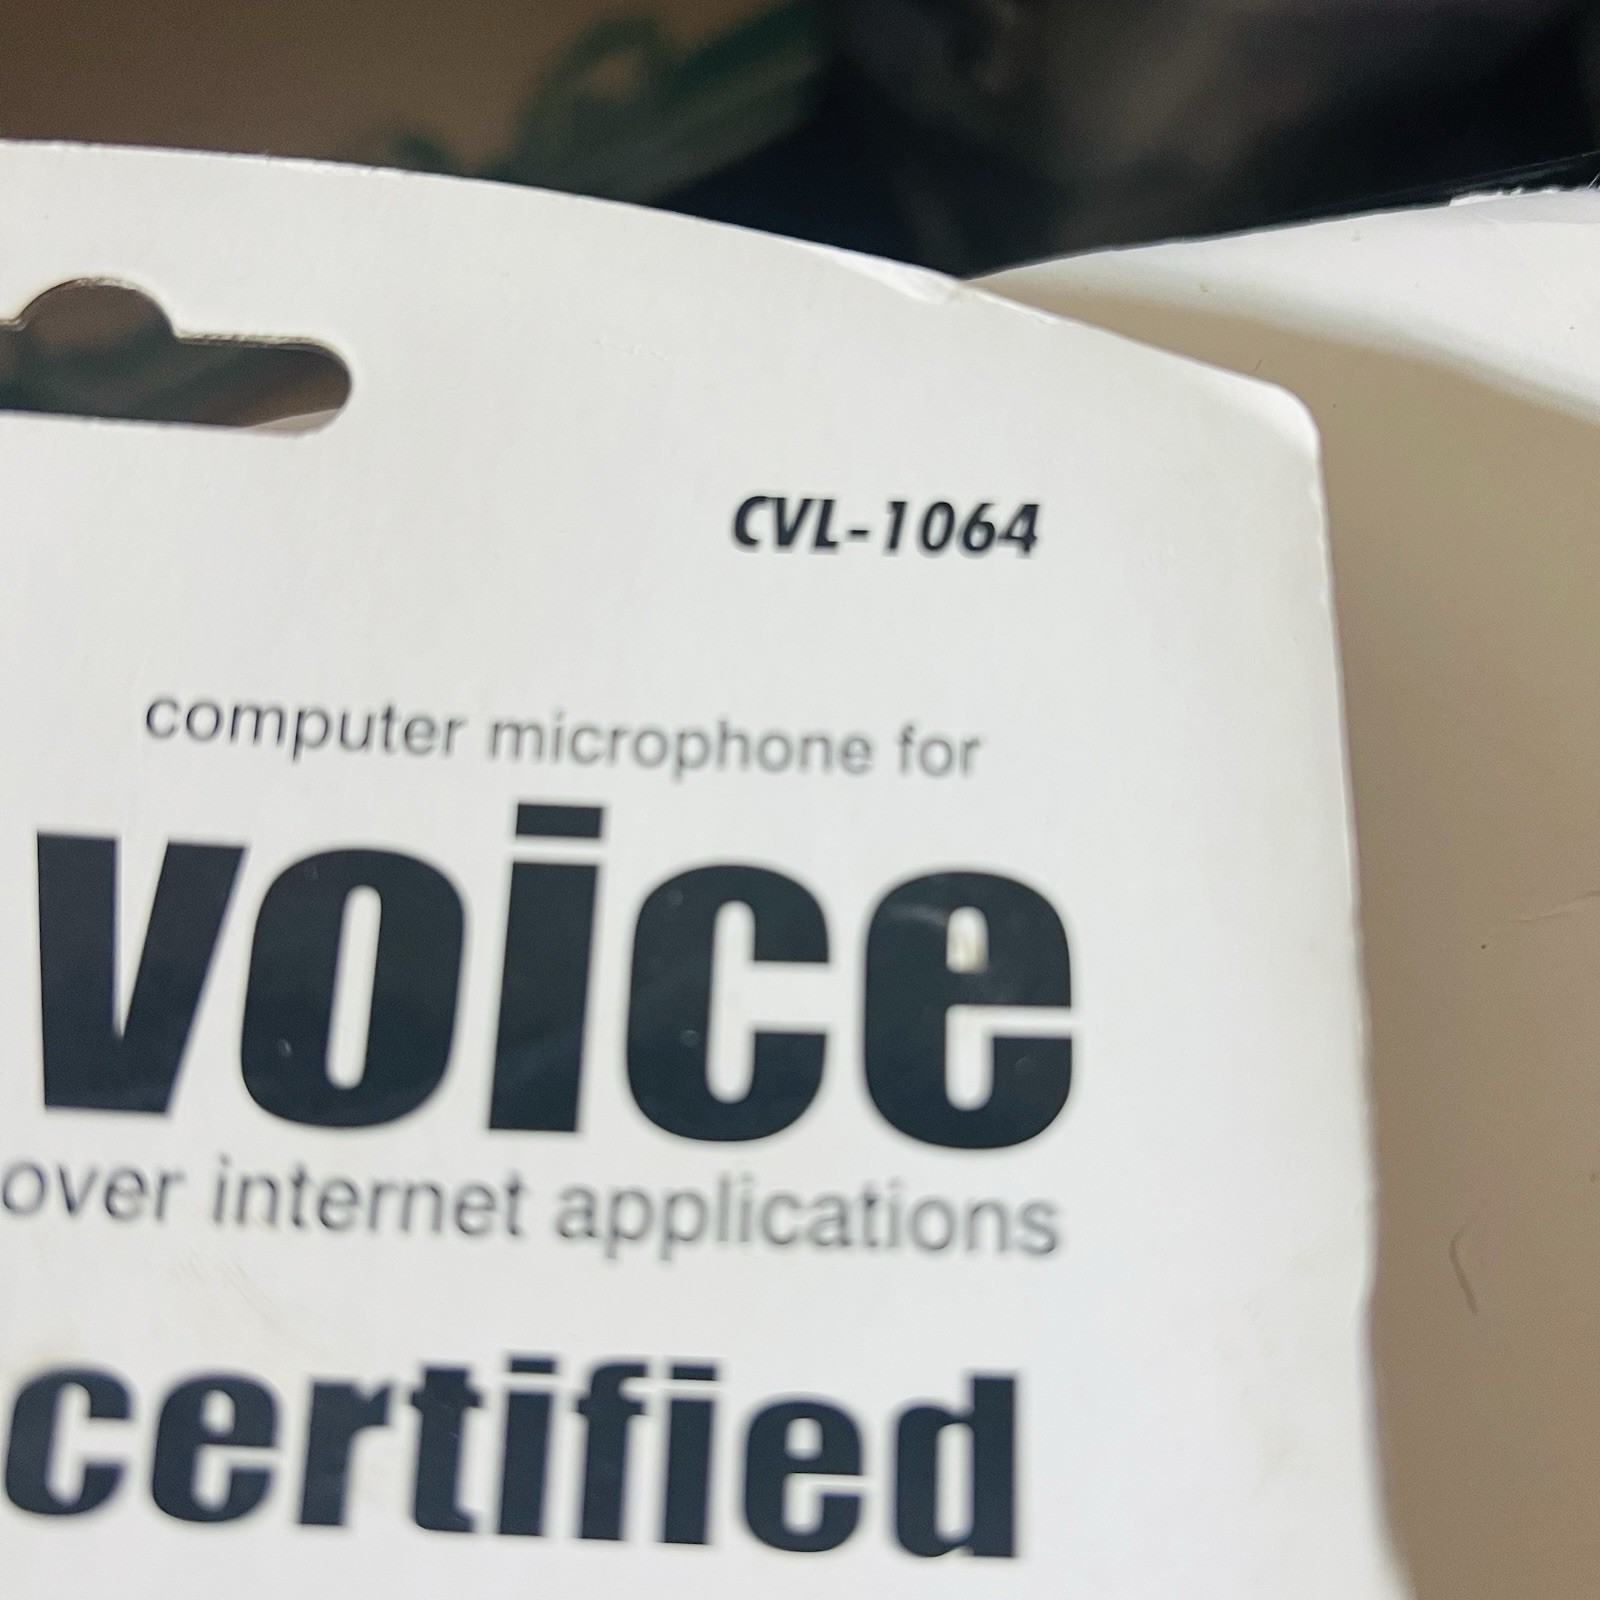 CVL-1064
computer microphone for
voice
over internet applications
certified